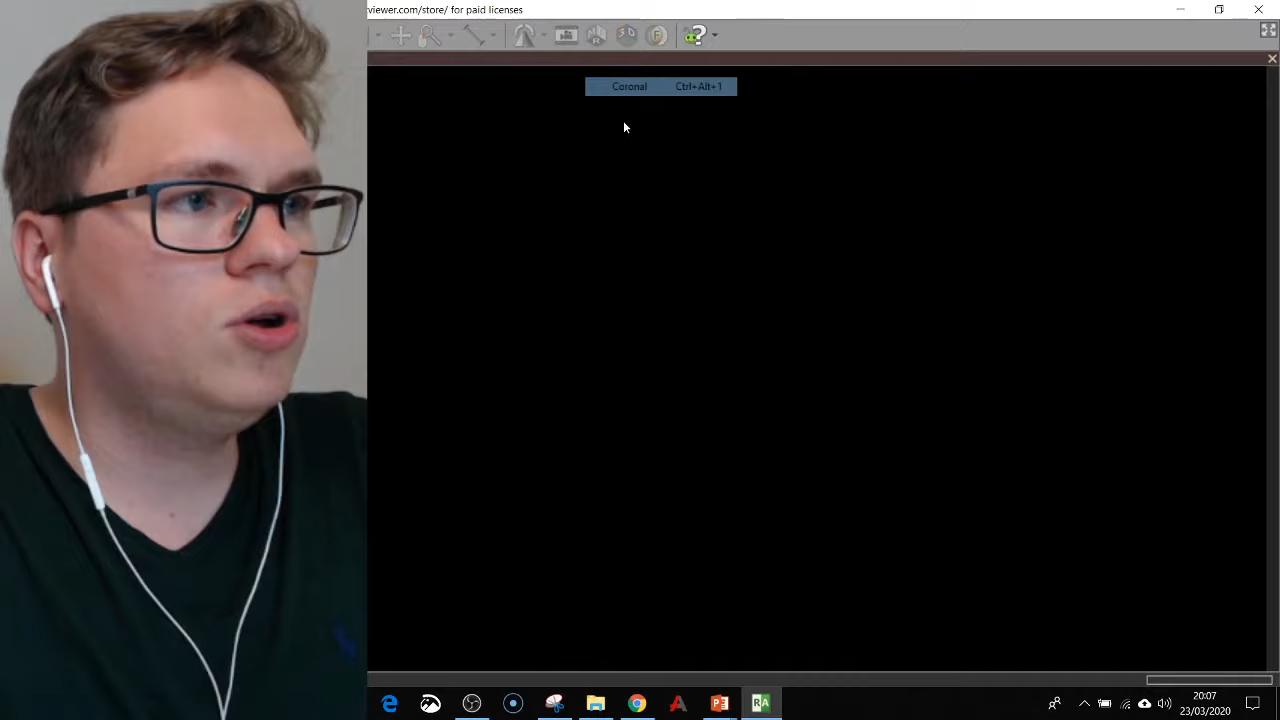 viewer.com/store/ for paid licenses
Coronal Ctrl+Alt+1
20:07
23/03/2020